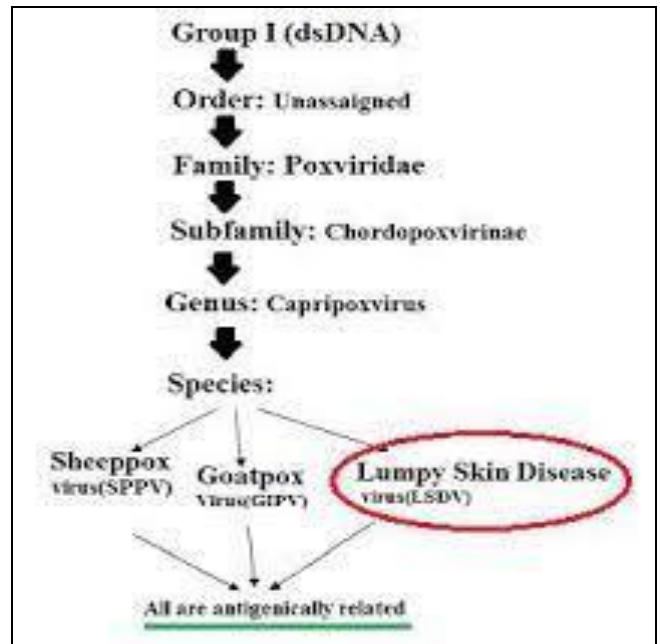 Group I (dsDNA)
Order: Unassaigned
Family: Poxviridae
Subfamily: Chordopoxvirinae
Genus: Capripoxvirus
Species:
Sheeppox
virus(SPPV)
Goatpox
Virus(GIPV)
Lumpy Skin Disease
virus(LSDV)
All are antigenically related